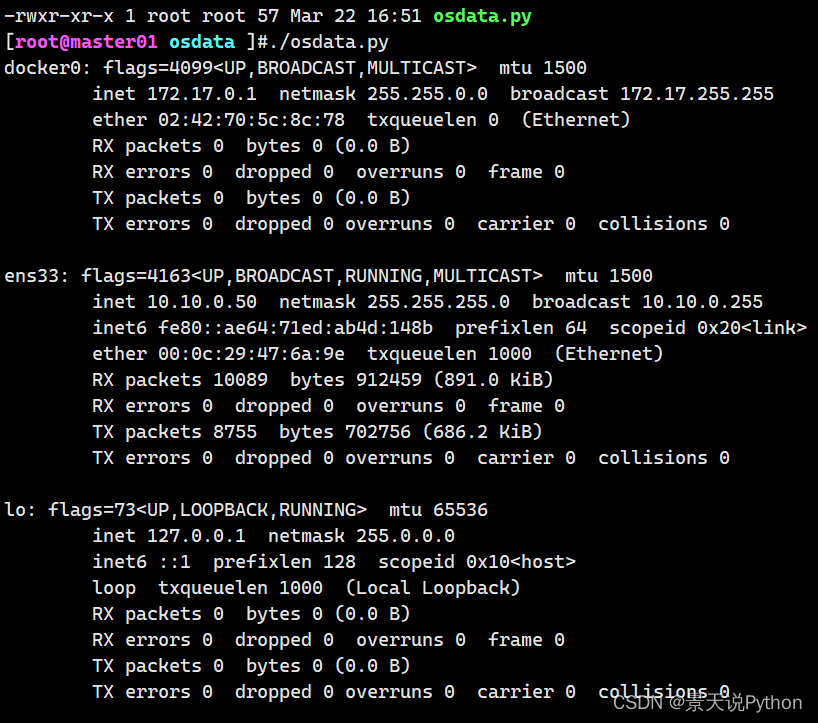 -rwxr-xr-x 1 root root 57 Mar 22 16:51 osdata.py
[root@master01 osdata ]#./osdata.py
docker0: flags=4099<UP,BROADCAST,MULTICAST>  mtu 1500
        inet 172.17.0.1  netmask 255.255.0.0  broadcast 172.17.255.255
        ether 02:42:70:5c:8c:78  txqueuelen 0  (Ethernet)
        RX packets 0  bytes 0 (0.0 B)
        RX errors 0  dropped 0  overruns 0  frame 0
        TX packets 0  bytes 0 (0.0 B)
        TX errors 0  dropped 0 overruns 0  carrier 0  collisions 0

ens33: flags=4163<UP,BROADCAST,RUNNING,MULTICAST>  mtu 1500
        inet 10.10.0.50  netmask 255.255.255.0  broadcast 10.10.0.255
        inet6 fe80::ae64:71ed:ab4d:148b  prefixlen 64  scopeid 0x20<link>
        ether 00:0c:29:47:6a:9e  txqueuelen 1000  (Ethernet)
        RX packets 10089  bytes 912459 (891.0 KiB)
        RX errors 0  dropped 0  overruns 0  frame 0
        TX packets 8755  bytes 702756 (686.2 KiB)
        TX errors 0  dropped 0 overruns 0  carrier 0  collisions 0

lo: flags=73<UP,LOOPBACK,RUNNING>  mtu 65536
        inet 127.0.0.1  netmask 255.0.0.0
        inet6 ::1  prefixlen 128  scopeid 0x10<host>
        loop  txqueuelen 1000  (Local Loopback)
        RX packets 0  bytes 0 (0.0 B)
        RX errors 0  dropped 0  overruns 0  frame 0
        TX packets 0  bytes 0 (0.0 B)
        TX errors 0  dropped 0 overruns 0  carrier 0  collisions 0
CSDN @景天说Python